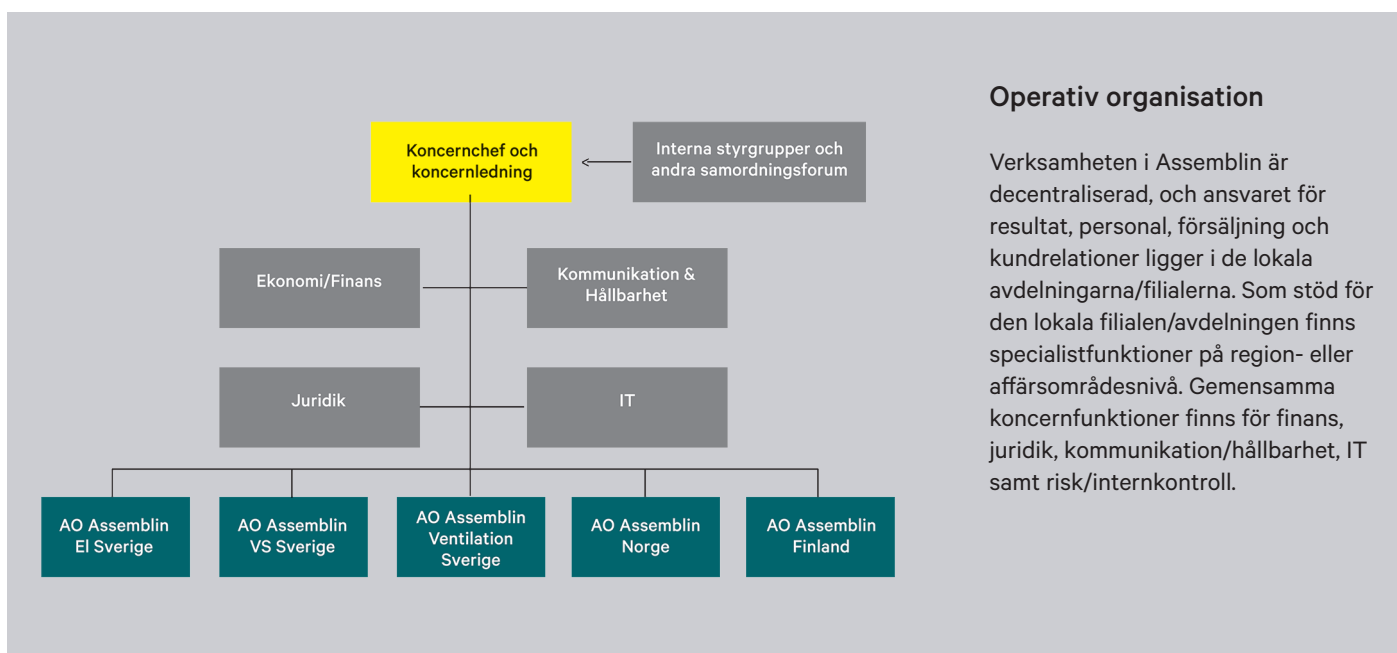 Koncernchef och
koncernledning
Interna styrgrupper och
andra samordningsforum
Ekonomi/Finans
Kommunikation &
Hållbarhet
Juridik
IT
AO Assemblin
El Sverige
AO Assemblin
VS Sverige
AO Assemblin
Ventilation
Sverige
AO Assemblin
Norge
AO Assemblin
Finland
Operativ organisation
Verksamheten i Assemblin är
decentraliserad, och ansvaret för
resultat, personal, försäljning och
kundrelationer ligger i de lokala
avdelningarna/filialerna. Som stöd för
den lokala filialen/avdelningen finns
specialistfunktioner på region- eller
affärsområdesnivå. Gemensamma
koncernfunktioner finns för finans,
juridik, kommunikation/hållbarhet, IT
samt risk/internkontroll.